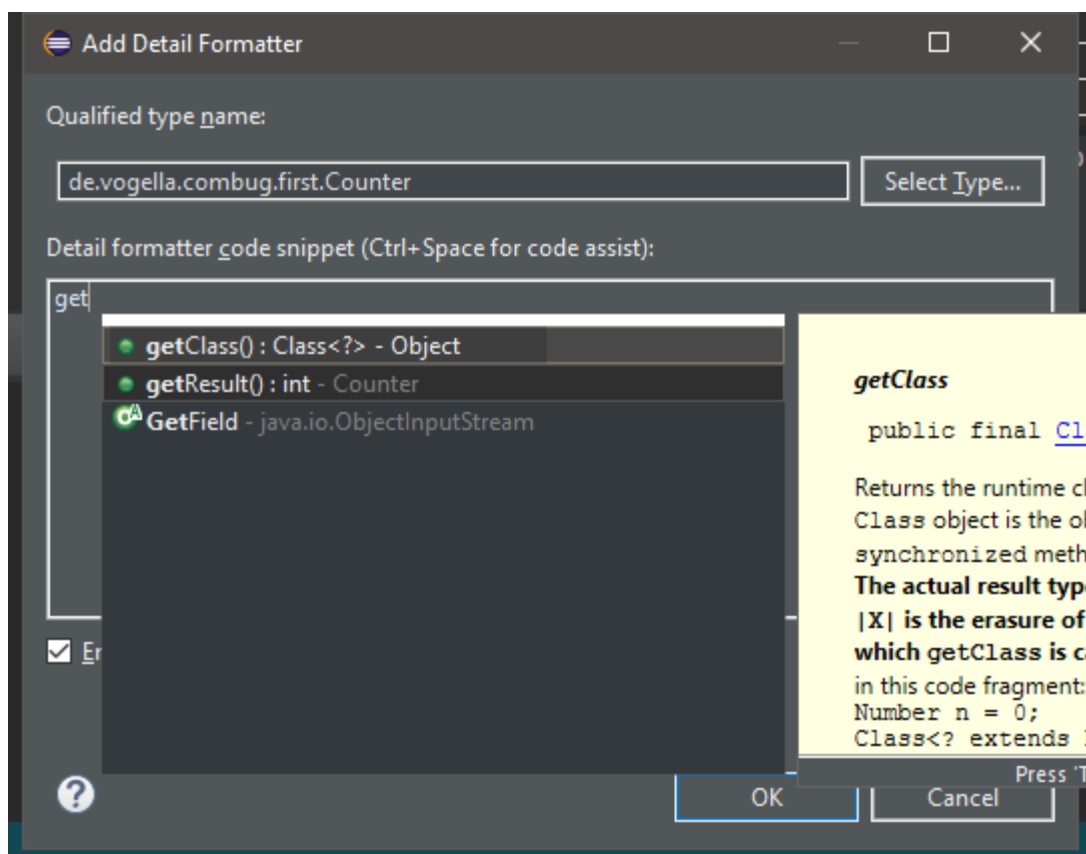 Add Detail Formatter
Qualified type name:
de.vogella.combug.first.Counter
Select Type...
Detail formatter code snippet (Ctrl+Space for code assist):
get
getClass() : Class<?> - Object
getResult() : int - Counter
GetField - java.io.ObjectInputStream
getClass
public final
Returns the runtime
Class object is the
synchronized
The actual result
|X| is the erasure of
which getClass is
in this code fragment:
Number n = 0;
Class<? extends
Press
OK
Cancel